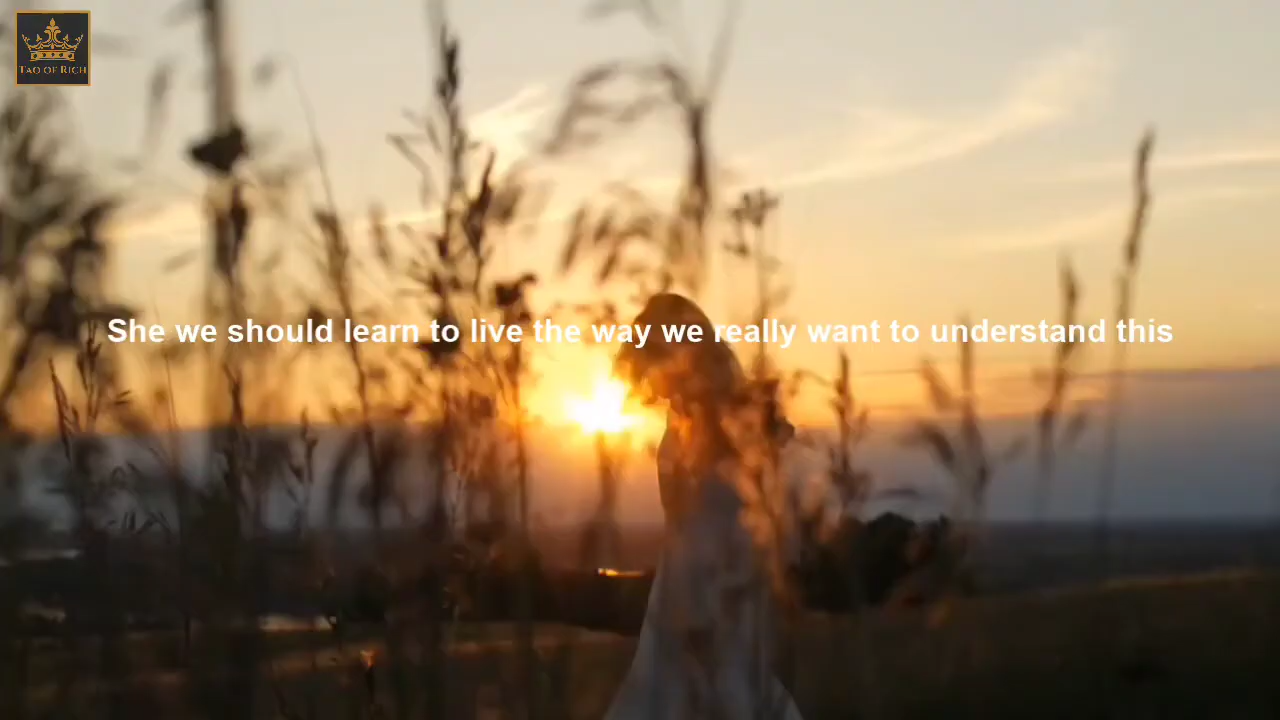 TAO OF RICH
She we should learn to live the way we really want to understand this